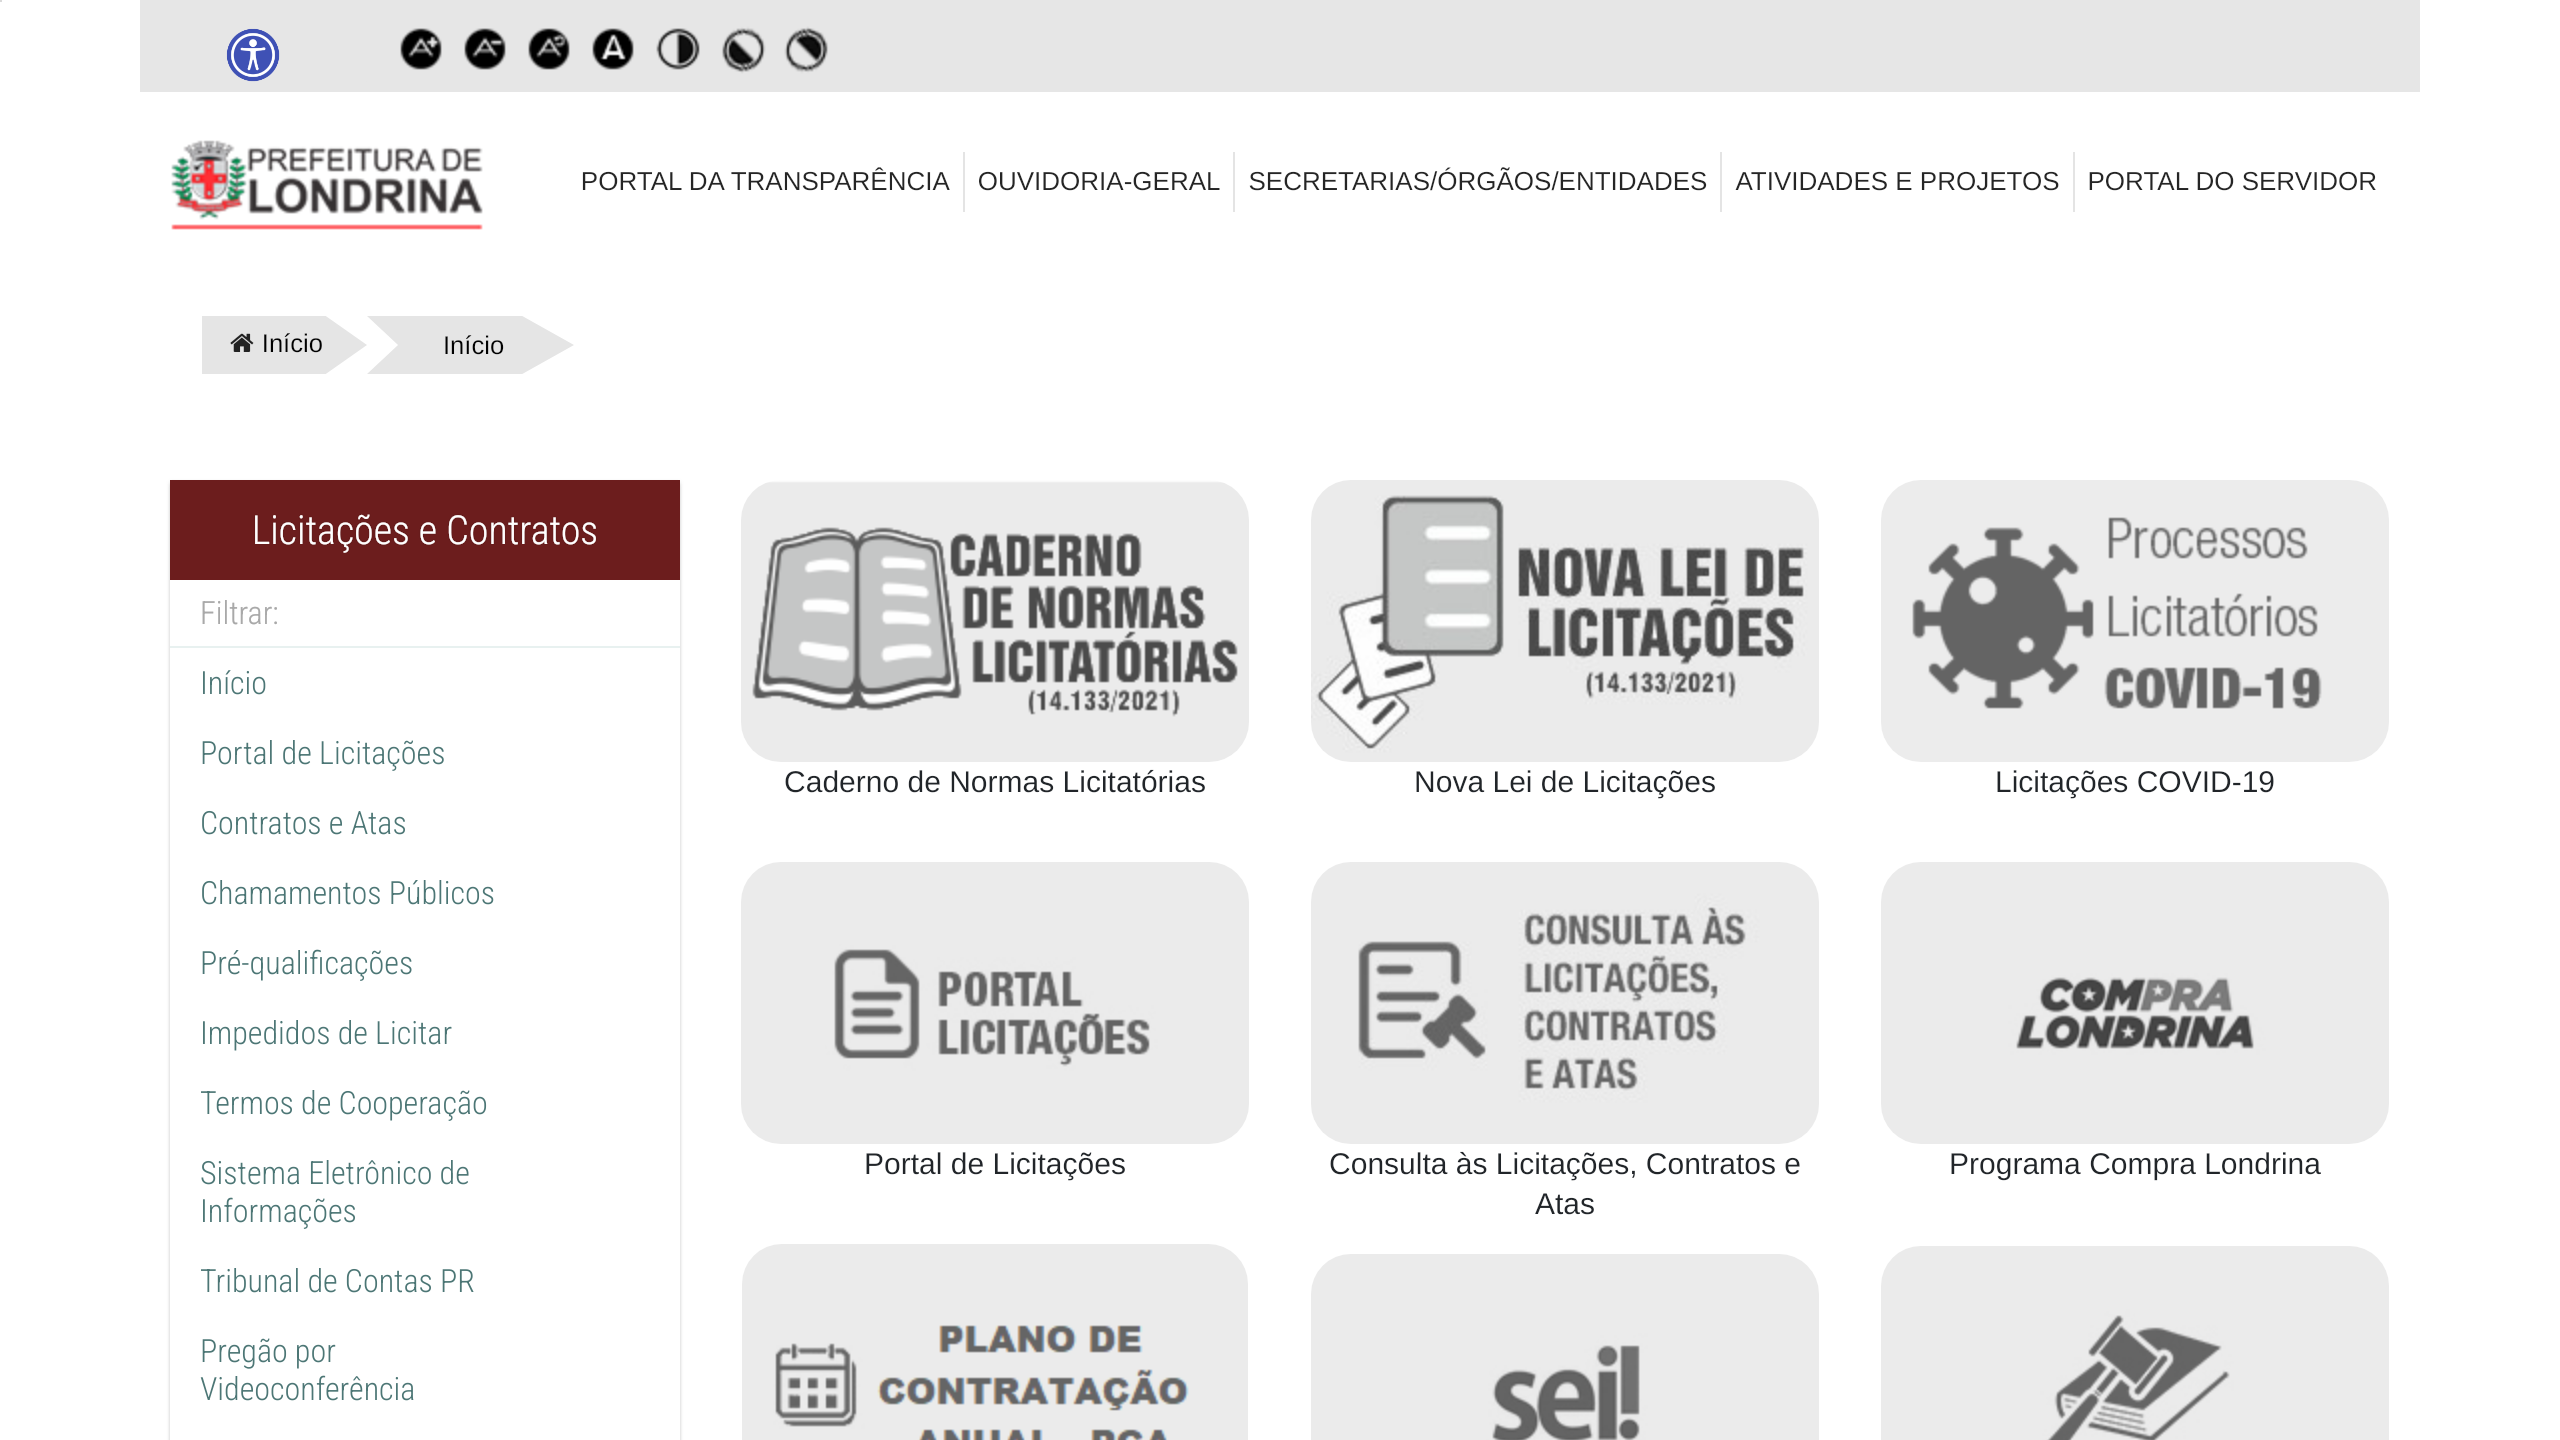 PREFEITURA DE
LONDRINA
PORTAL DA TRANSPARÊNCIA
OUVIDORIA-GERAL
SECRETARIAS/ÓRGÃOS/ENTIDADES
ATIVIDADES E PROJETOS
PORTAL DO SERVIDOR
Início
Início
Licitações e Contratos
Filtrar:
Início
Portal de Licitações
Contratos e Atas
Chamamentos Públicos
Pré-qualificações
Impedidos de Licitar
Termos de Cooperação
Sistema Eletrônico de
Informações
Tribunal de Contas PR
Pregão por
Videoconferência
CADERNO
DE NORMAS
LICITATÓRIAS
(14.133/2021)
Caderno de Normas Licitatórias
NOVA LEI DE
LICITAÇÕES
(14.133/2021)
Nova Lei de Licitações
Processos
Licitatórios
COVID-19
Licitações COVID-19
PORTAL
LICITAÇÕES
Portal de Licitações
CONSULTA ÀS
LICITAÇÕES,
CONTRATOS
E ATAS
Consulta às Licitações, Contratos e
Atas
COMPRA
LONDRINA
Programa Compra Londrina
PLANO DE
CONTRATAÇÃO
ANUAL - PCA
sei!